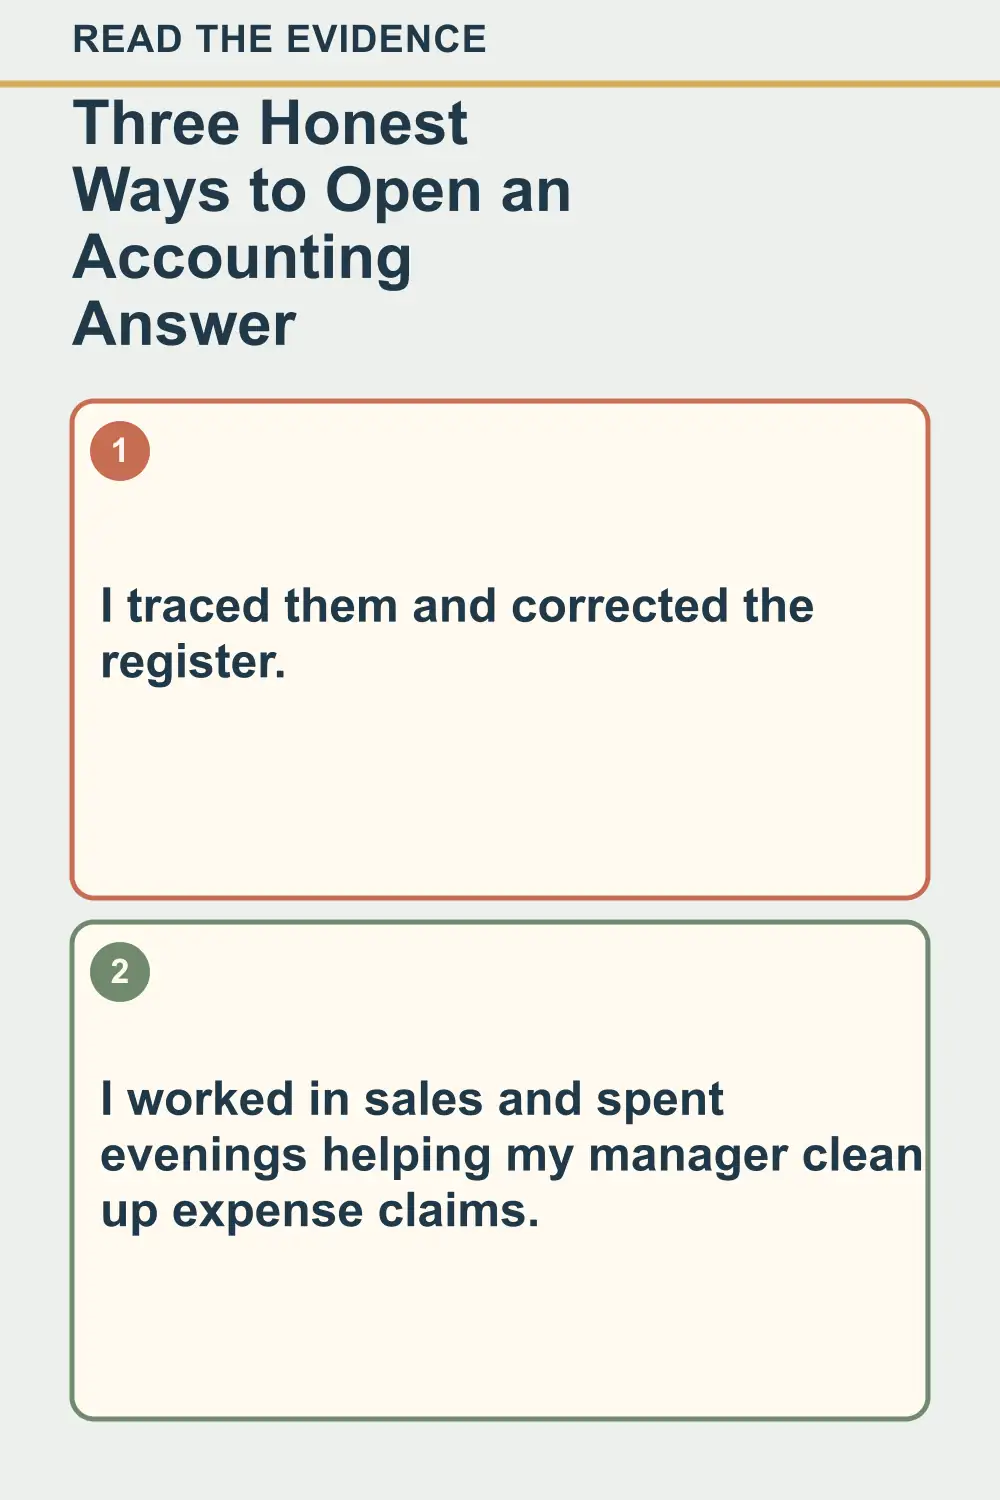 READ THE EVIDENCE
Three Honest
Ways to Open an
Accounting
Answer
1
I traced them and corrected the
register.
2
I worked in sales and spent
evenings helping my manager clean
up expense claims.